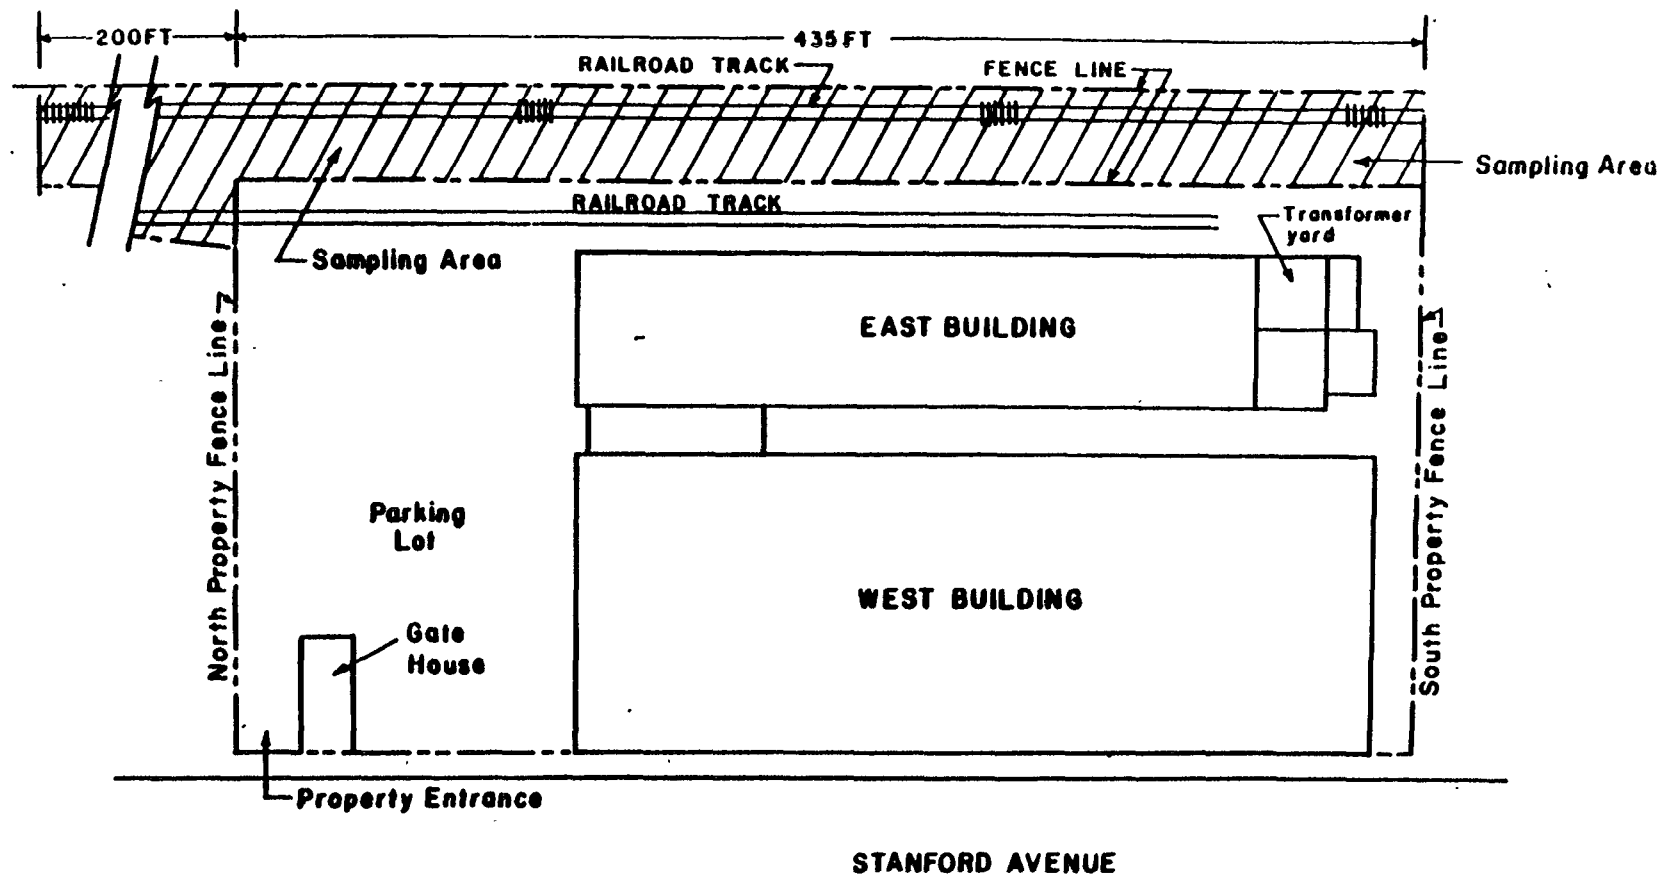 200FT
435FT
RAILROAD TRACK
FENCE LINE
Sampling Area
RAILROAD TRACK
Transformer
yard
Sampling Area
EAST BUILDING
North Property Fence Line
South Property Fence Line
Parking
Lot
WEST BUILDING
Gate
House
Property Entrance
STANFORD AVENUE